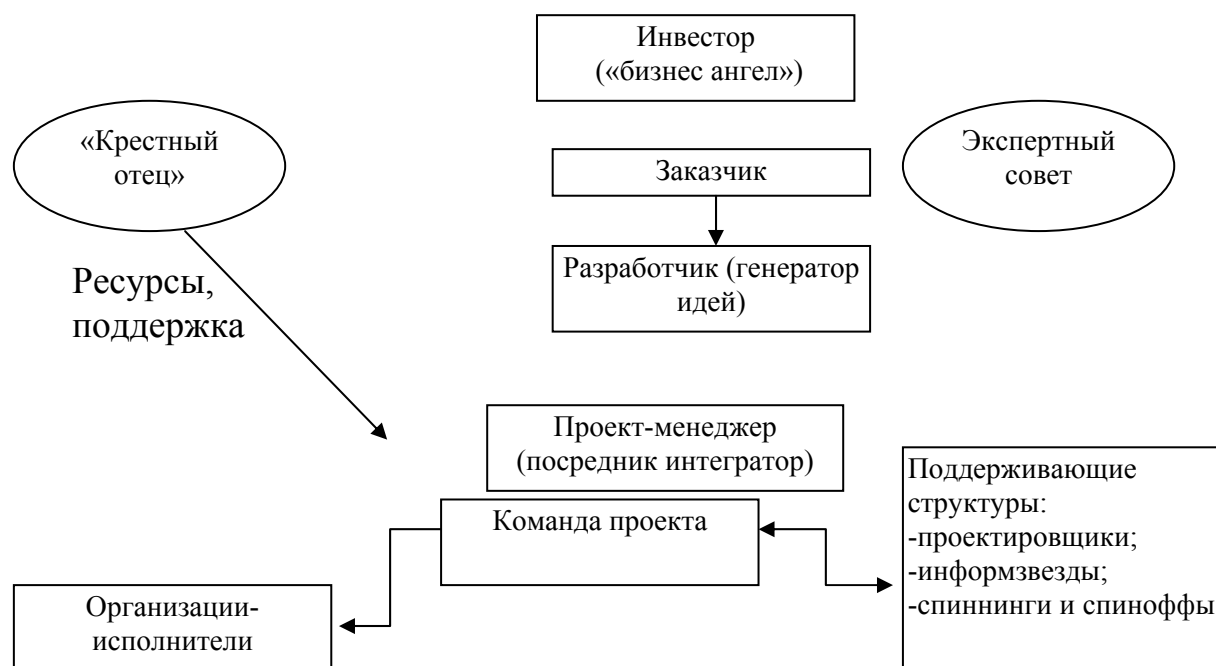 Инвестор
(«бизнес ангел»)
«Крестный
отец»
Заказчик
Экспертный
совет
Разработчик (генератор
идей)
Ресурсы,
поддержка
Проект-менеджер
(посредник интегратор)
Команда проекта
Поддерживающие
структуры:
-проектировщики;
-информзвезды;
-спиннинги и спиноффы
Организации-
исполнители